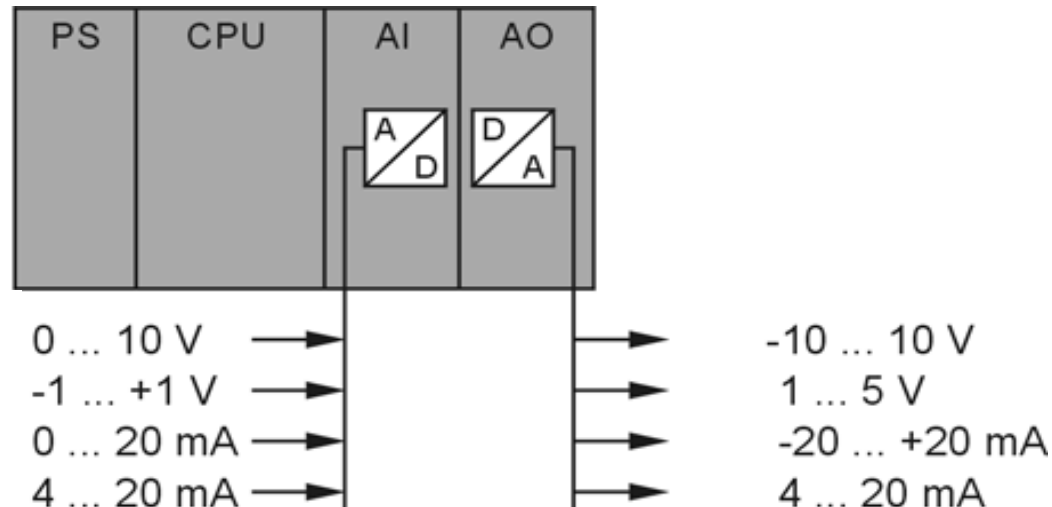 PS CPU AI AO
A D D A
0 ... 10 V -10 ... 10 V
-1 ... +1 V 1 ... 5 V
0 ... 20 mA -20 ... +20 mA
4 ... 20 mA 4 ... 20 mA